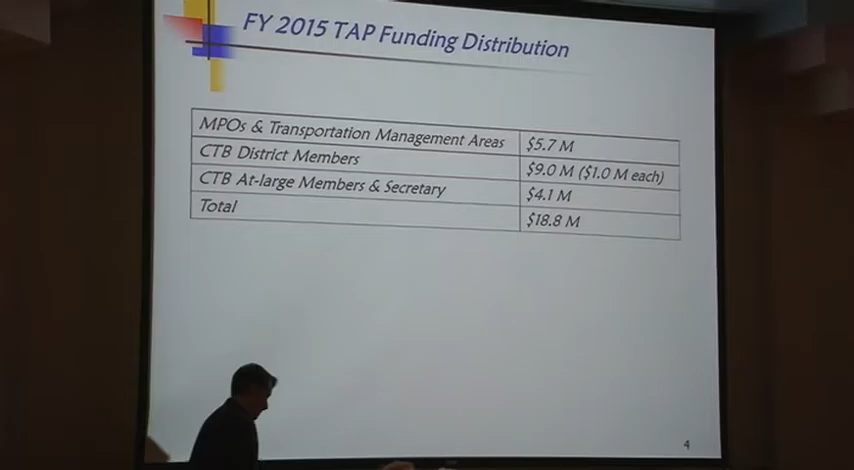 FY 2015 TAP Funding Distribution
MPOs & Transportation Management Areas $5.7 M
CTB District Members $9.0 M ($1.0 M each)
CTB At-large Members & Secretary $4.1 M
Total $18.8 M
4